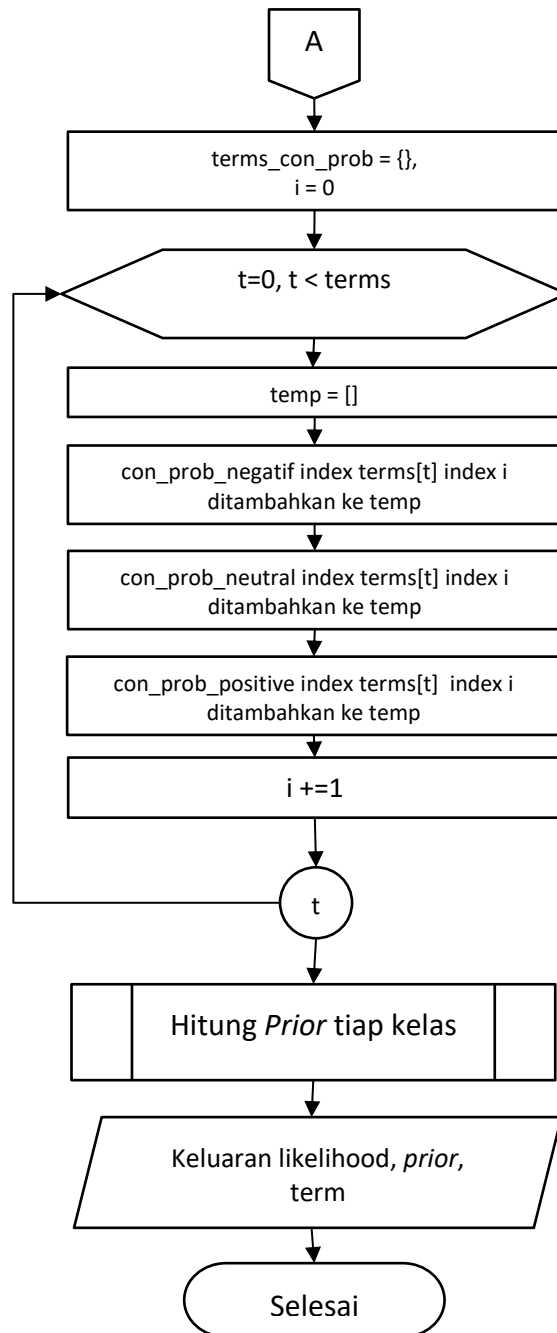 A
terms_con_prob = {},
i = 0
t=0, t < terms
temp = []
con_prob_negatif index terms[t] index i
ditambahkan ke temp
con_prob_neutral index terms[t] index i
ditambahkan ke temp
con_prob_positive index terms[t] index i
ditambahkan ke temp
i +=1
t
Hitung Prior tiap kelas
Keluaran likelihood, prior,
term
Selesai